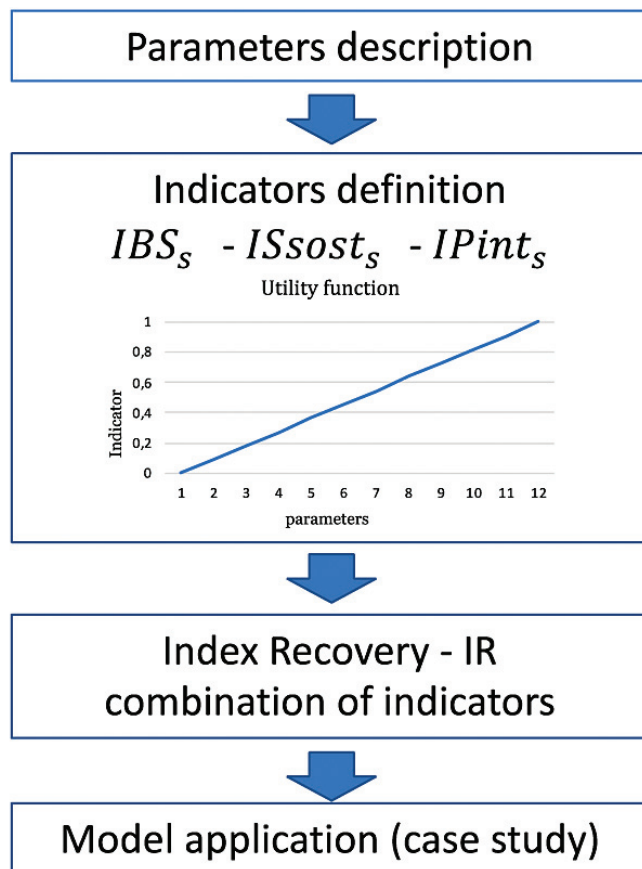 Parameters description
Indicators definition
IBSₛ - ISsostₛ - IPintₛ
Utility function
1
0,8
0,6
0,4
0,2
0
Indicator
1 2 3 4 5 6 7 8 9 10 11 12
parameters
Index Recovery - IR
combination of indicators
Model application (case study)